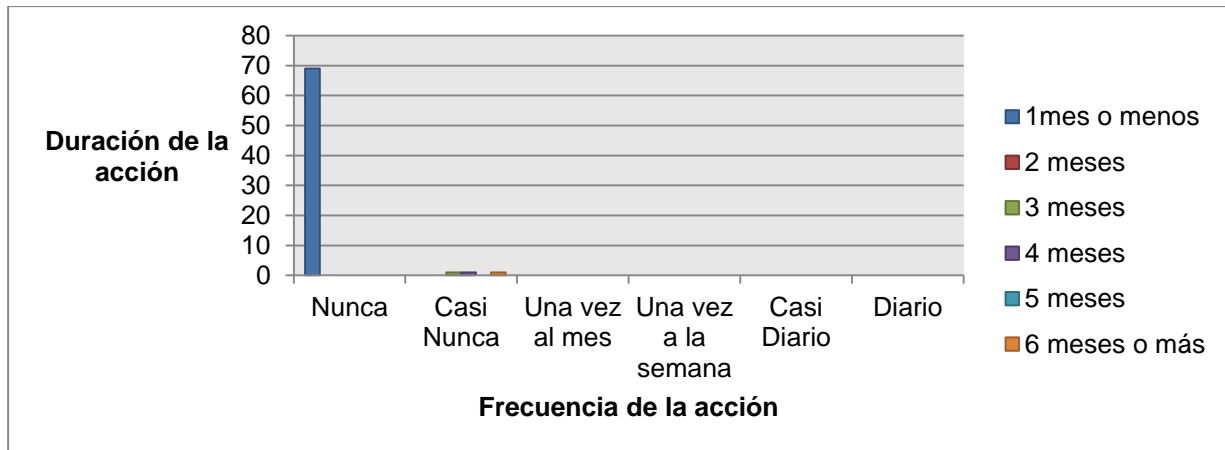 80
70
60
50
40
30
20
10
0
Duración de la
acción
Nunca
Casi
Nunca
Una vez
al mes
Una vez
a la
semana
Casi
Diario
Diario
Frecuencia de la acción
1mes o menos
2 meses
3 meses
4 meses
5 meses
6 meses o más